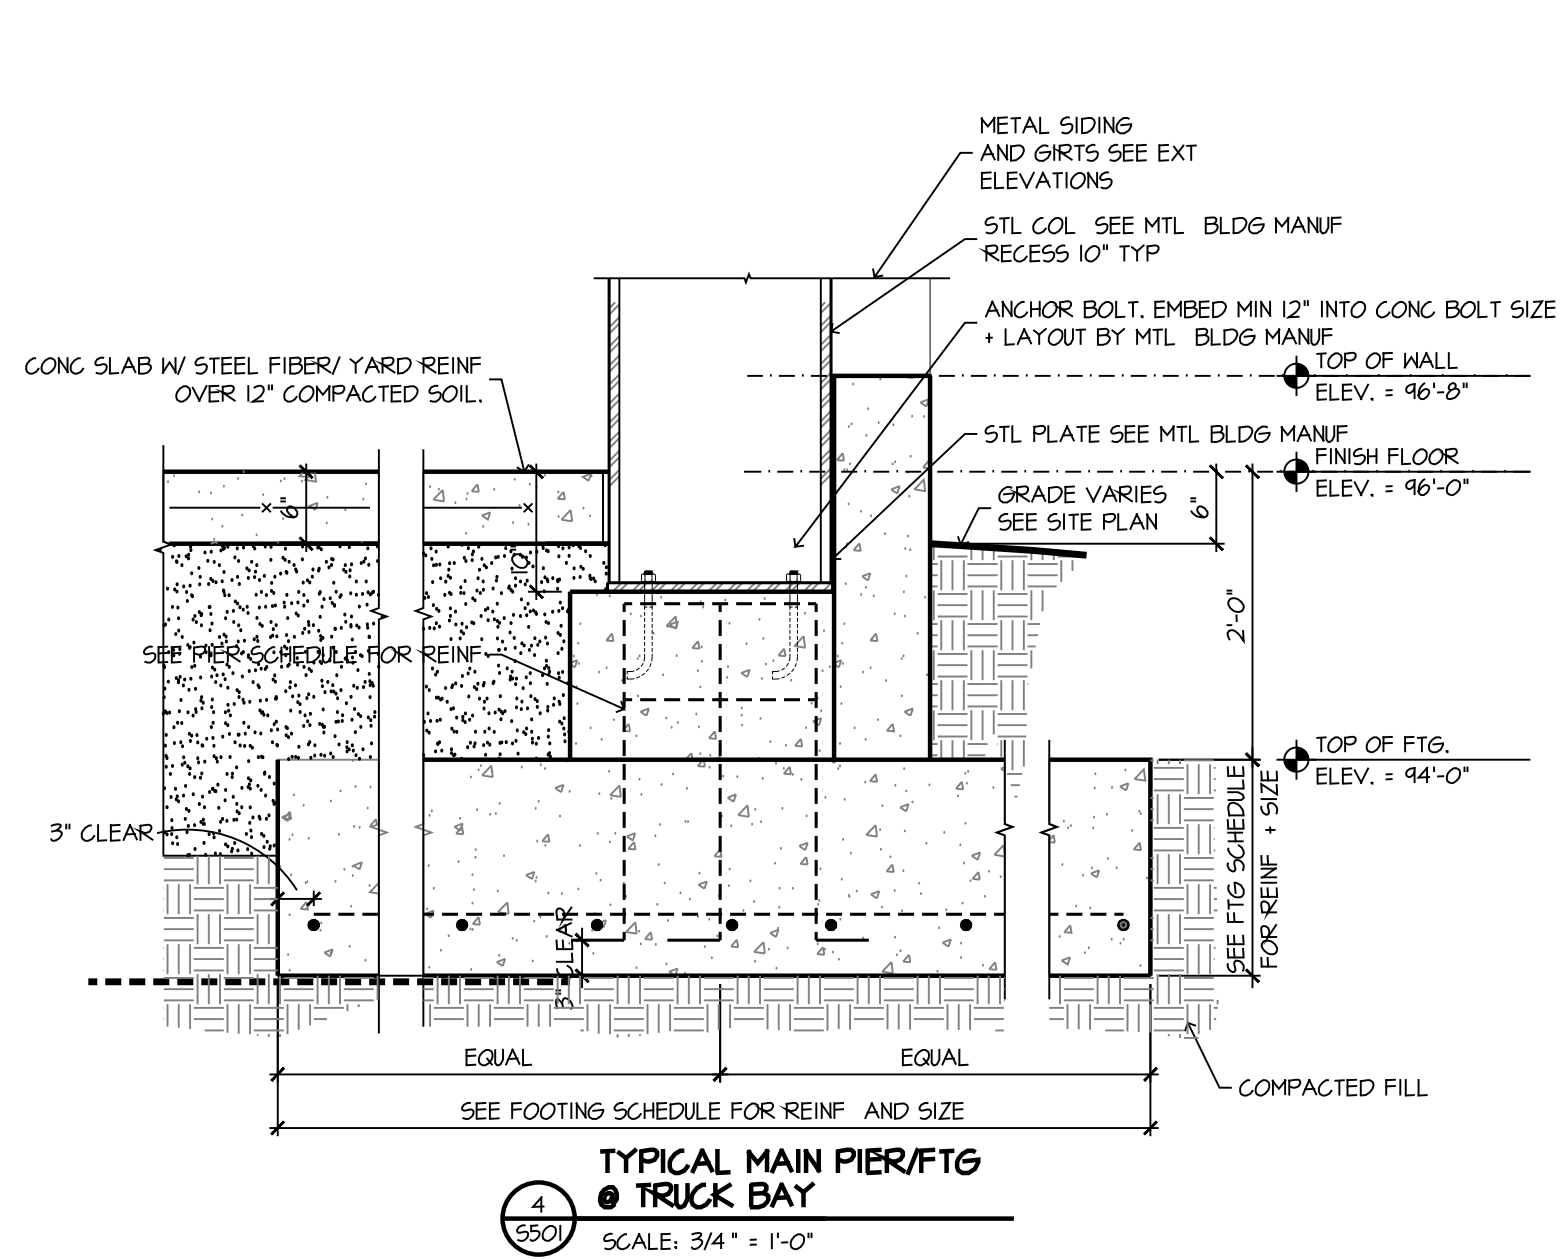 METAL SIDING
AND GIRTS SEE EXT
ELEVATIONS
STL COL SEE MTL BLDG MANUF
RECESS 10" TYP
ANCHOR BOLT. EMBED MIN 12" INTO CONC BOLT SIZE
+ LAYOUT BY MTL BLDG MANUF
CONC SLAB W/ STEEL FIBER/ YARD REINF
OVER 12" COMPACTED SOIL.
TOP OF WALL
ELEV. = 96'-8"
STL PLATE SEE MTL BLDG MANUF
FINISH FLOOR
ELEV. = 96'-0"
GRADE VARIES
SEE SITE PLAN
6"
6"
10"
2'-0"
SEE PIER SCHEDULE FOR REINF
TOP OF FTG.
ELEV. = 94'-0"
3" CLEAR
3" CLEAR
SEE FTG SCHEDULE
FOR REINF + SIZE
EQUAL
EQUAL
COMPACTED FILL
SEE FOOTING SCHEDULE FOR REINF AND SIZE
TYPICAL MAIN PIER/FTG
@ TRUCK BAY
4
S501
SCALE: 3/4" = 1'-0"